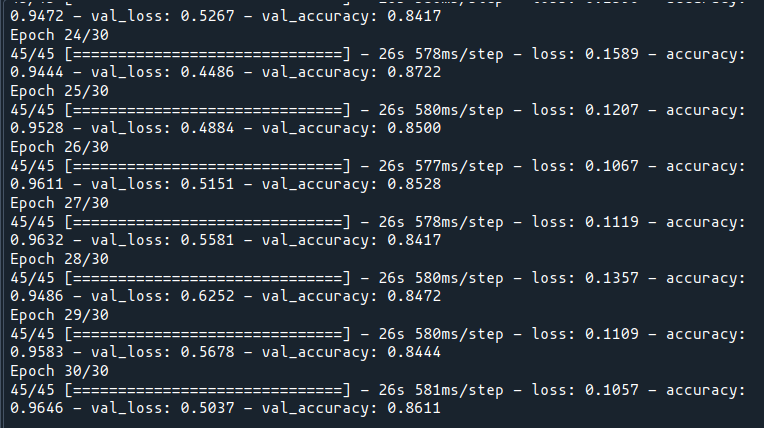 0.9472 – val_loss: 0.5267 – val_accuracy: 0.8417
Epoch 24/30
45/45 [==============================] – 26s 578ms/step – loss: 0.1589 – accuracy:
0.9444 – val_loss: 0.4486 – val_accuracy: 0.8722
Epoch 25/30
45/45 [==============================] – 26s 580ms/step – loss: 0.1207 – accuracy:
0.9528 – val_loss: 0.4884 – val_accuracy: 0.8500
Epoch 26/30
45/45 [==============================] – 26s 577ms/step – loss: 0.1067 – accuracy:
0.9611 – val_loss: 0.5151 – val_accuracy: 0.8528
Epoch 27/30
45/45 [==============================] – 26s 578ms/step – loss: 0.1119 – accuracy:
0.9632 – val_loss: 0.5581 – val_accuracy: 0.8417
Epoch 28/30
45/45 [==============================] – 26s 580ms/step – loss: 0.1357 – accuracy:
0.9486 – val_loss: 0.6252 – val_accuracy: 0.8472
Epoch 29/30
45/45 [==============================] – 26s 580ms/step – loss: 0.1109 – accuracy:
0.9583 – val_loss: 0.5678 – val_accuracy: 0.8444
Epoch 30/30
45/45 [==============================] – 26s 581ms/step – loss: 0.1057 – accuracy:
0.9646 – val_loss: 0.5037 – val_accuracy: 0.8611